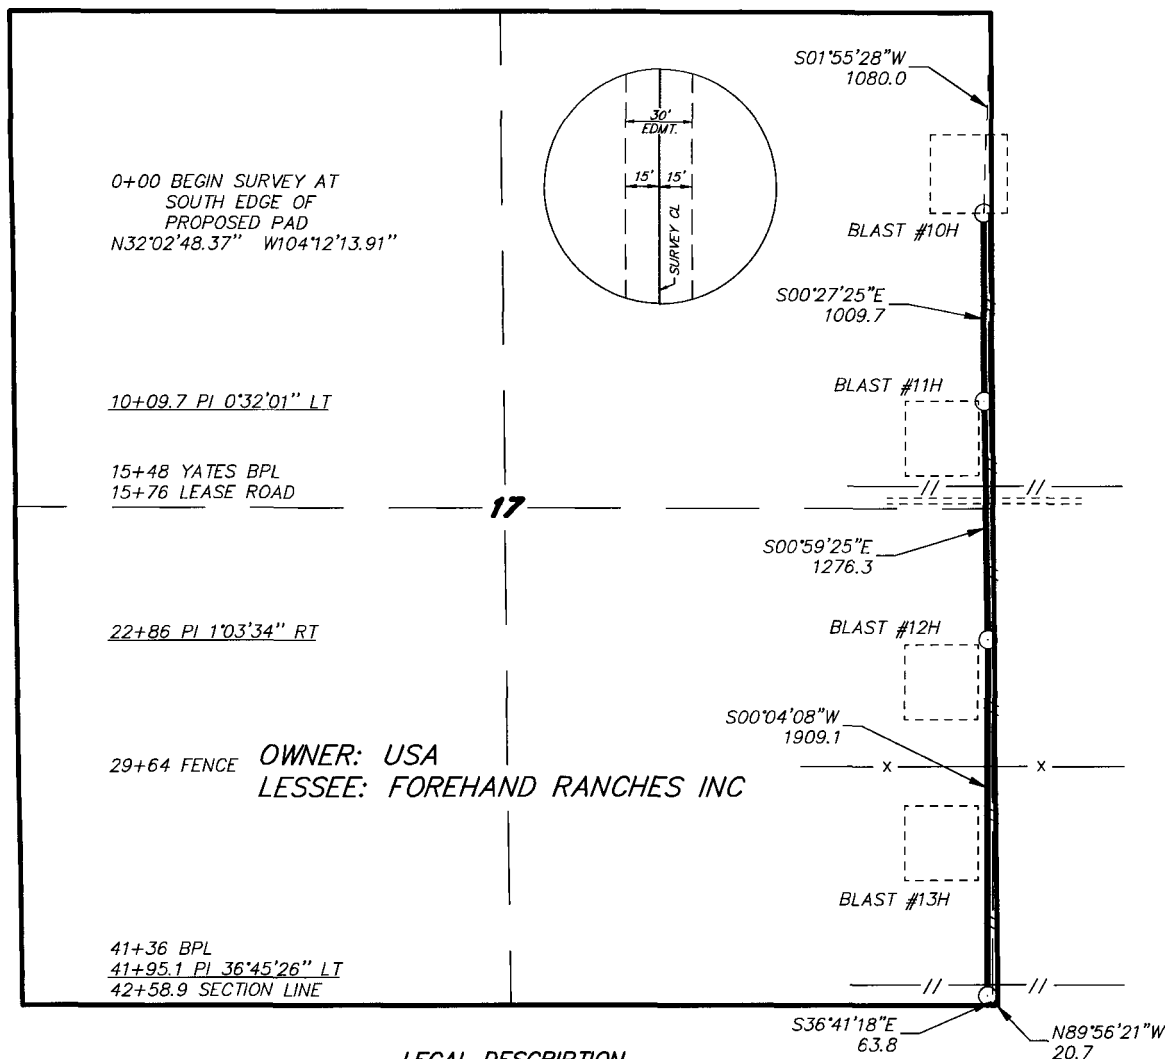 S01°55'28"W
1080.0
30'
EDMT.
15' 15'
SURVEY CL
0+00 BEGIN SURVEY AT
SOUTH EDGE OF
PROPOSED PAD
N32°02'48.37" W104°12'13.91"
BLAST #10H
S00°27'25"E
1009.7
BLAST #11H
10+09.7 PI 0°32'01" LT
15+48 YATES BPL
15+76 LEASE ROAD
17
S00°59'25"E
1276.3
22+86 PI 1°03'34" RT
BLAST #12H
S00°04'08"W
1909.1
29+64 FENCE
OWNER: USA
LESSEE: FOREHAND RANCHES INC
BLAST #13H
41+36 BPL
41+95.1 PI 36°45'26" LT
42+58.9 SECTION LINE
S36°41'18"E
63.8
N89°56'21"W
20.7
LEGAL DESCRIPTION